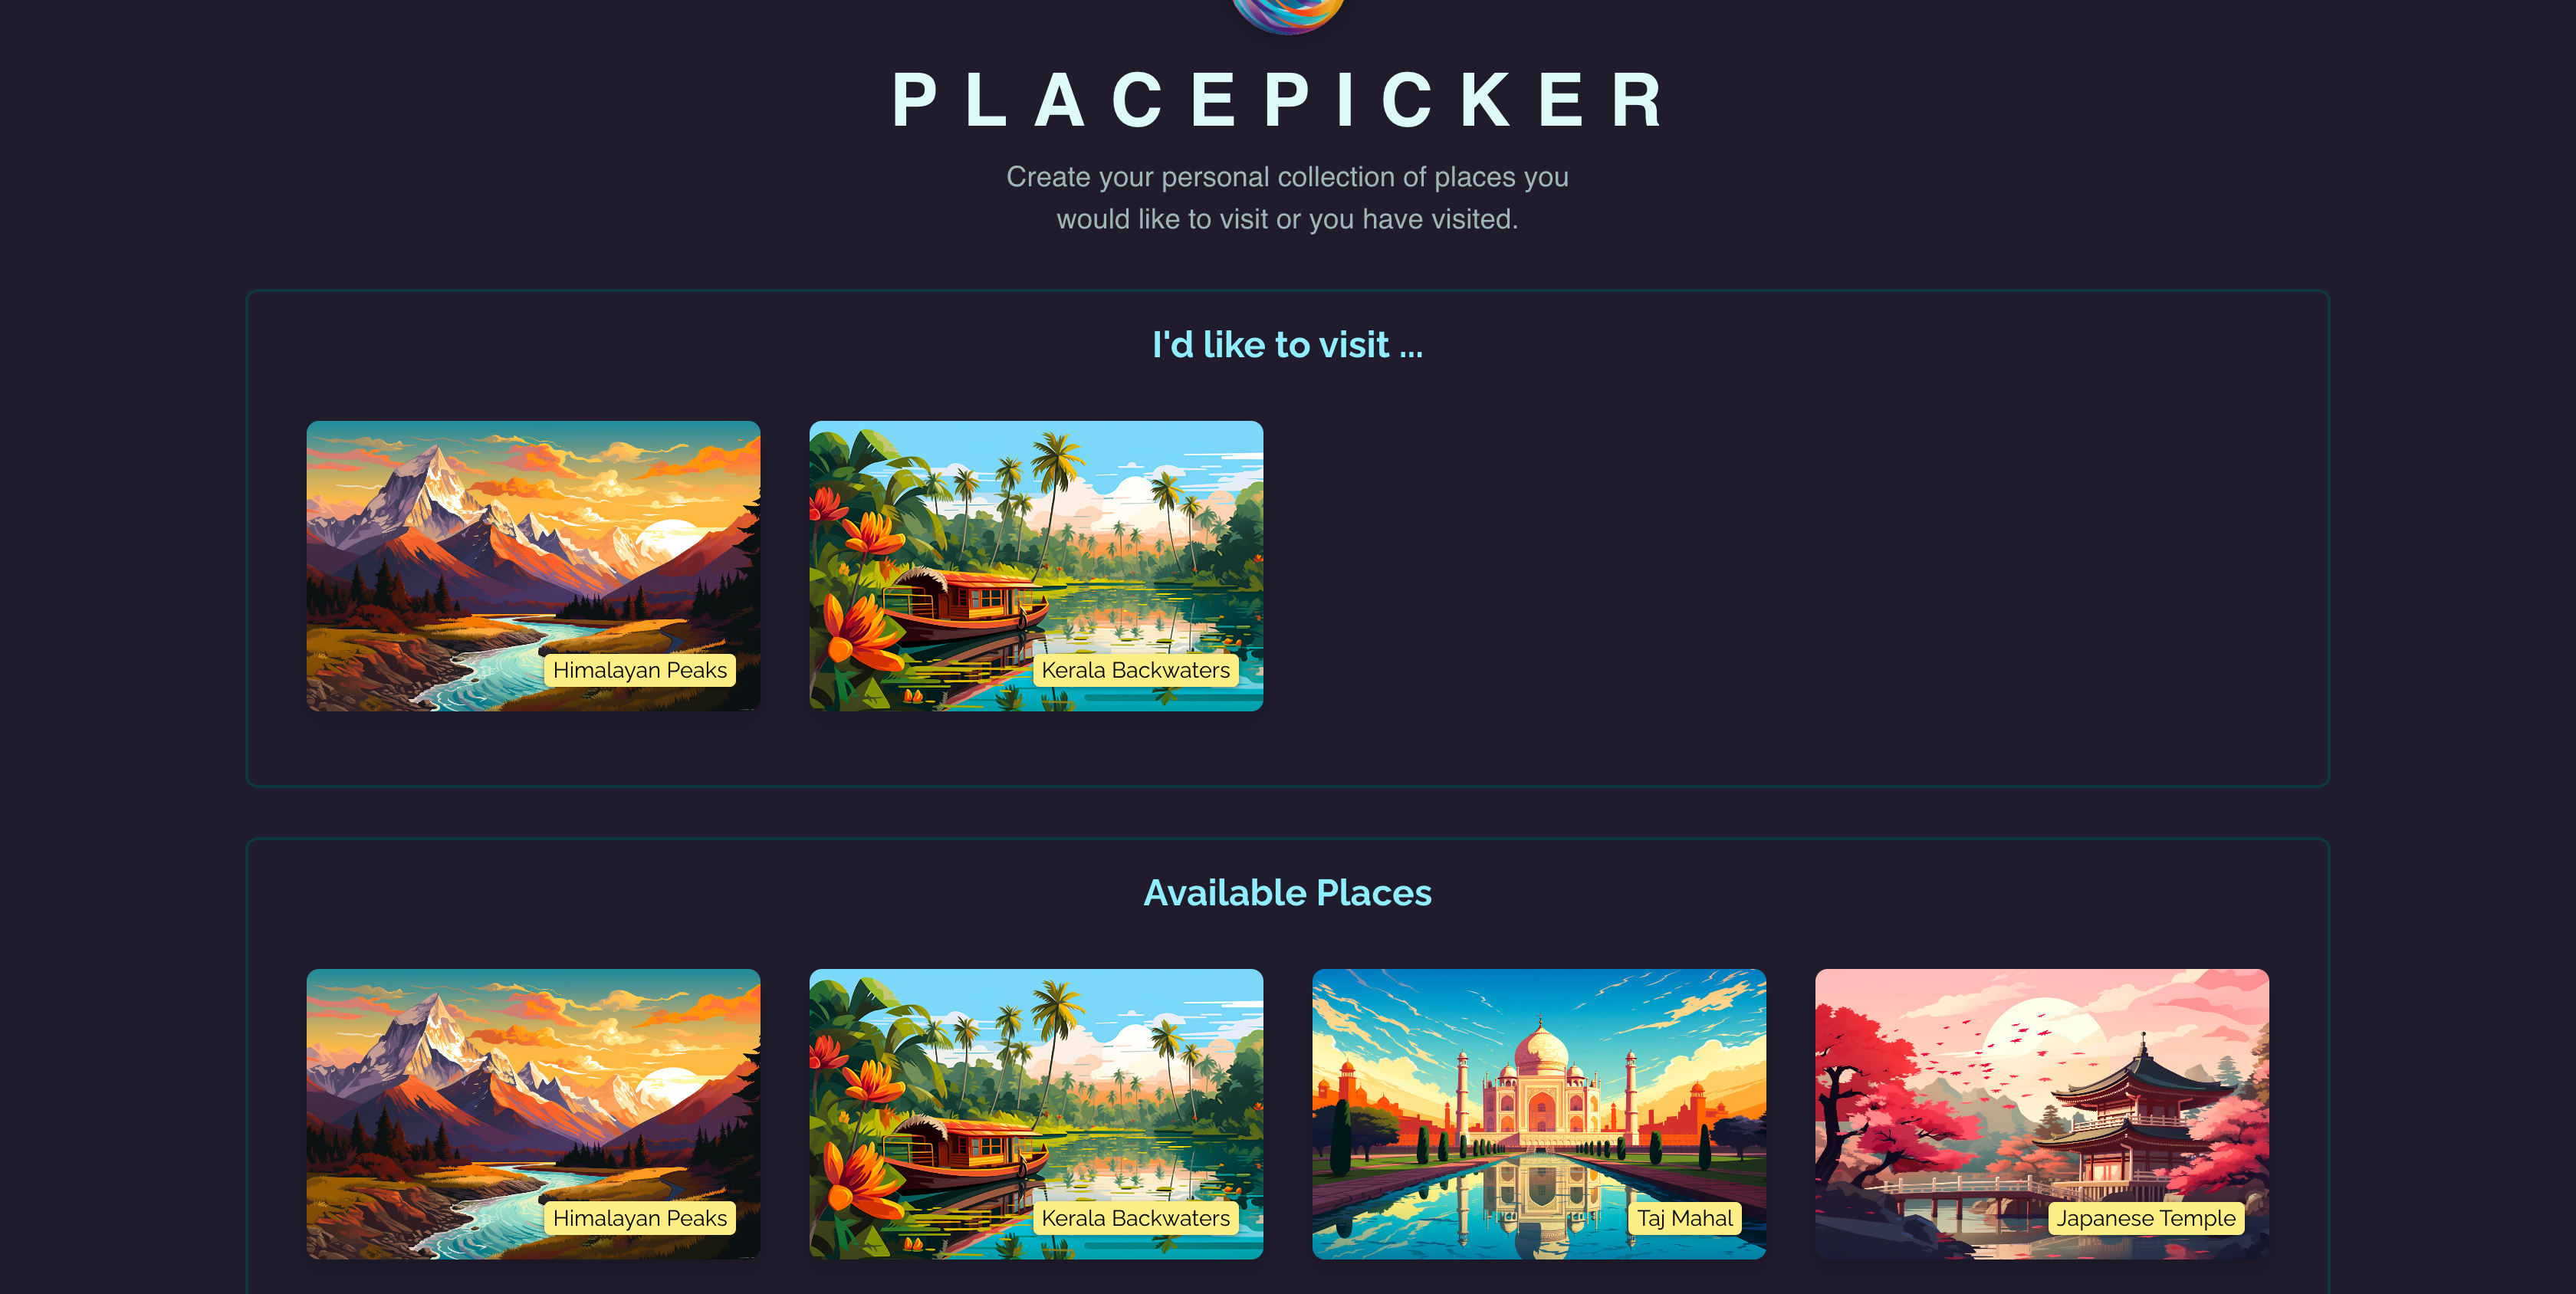 PLACEPICKER
Create your personal collection of places you
would like to visit or you have visited.
I'd like to visit ...
Himalayan Peaks
Kerala Backwaters
Available Places
Himalayan Peaks
Kerala Backwaters
Taj Mahal
Japanese Temple